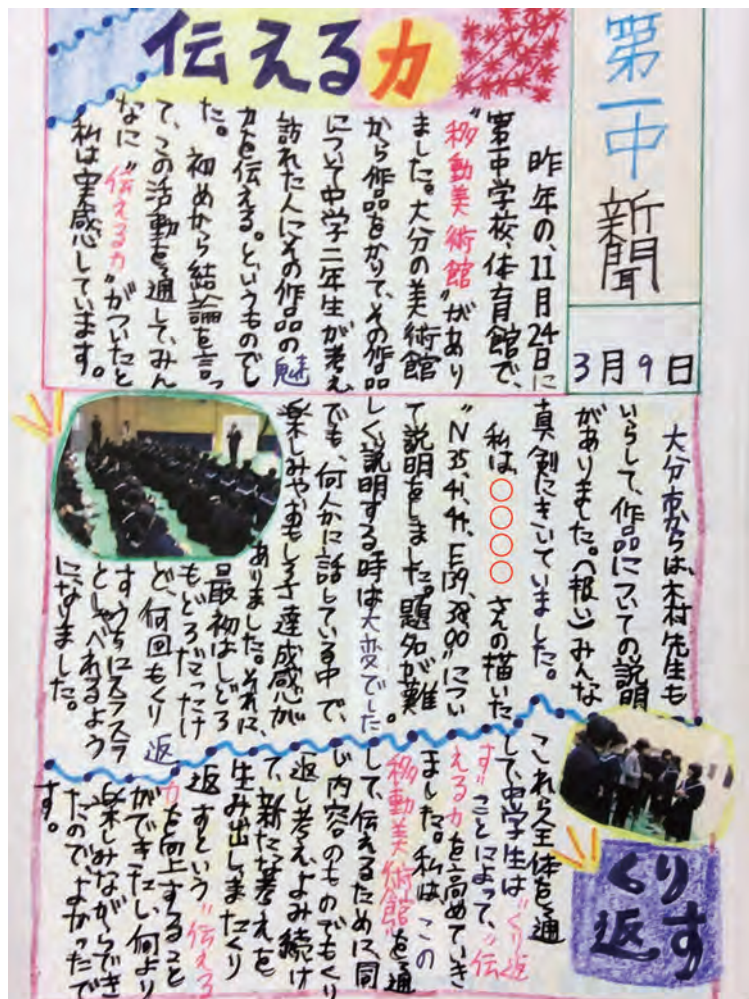 第一中新聞
3月9日
伝える力
昨年の、11月24日に
第一中学校、体育館で、
“移動美術館”があり
ました。大分の美術館
から作品をかりて、その作品
について中学二年生が考え
訪れた人にその作品の魅
力を伝える。というものでし
た。初めから結論を言っ
て、この活動を通して、みん
なに“伝える力”がついたと
私は実感しています。
大分市からは、木村先生も
いらして、作品についての説明
がありました。
みんな
真剣にきいていました。
私は、○○○○さんの描いた
“N35,41,44,E139,38,00”につい
て説明をしました。題名が難
しく説明する時は大変でした。
でも、何人かに話している中で、
楽しみやおもしろさ達成感が
ありました。それに、
最初はしどろ
もどろだったけ
ど、何回もくり返
すうちにスラスラ
としゃべれるよう
になりました。
くり返す
これら全体を通
して、中学生は“くり返
す”ことによって、“伝
える力”を高めていき
ました。私は、この
“移動美術館”を通
して、伝えるために同
じ内容のものでもくり
返し考え、よみ続け
て、新たな考えを
生み出し、またくり
返すという“伝える
力”を向上すること
ができたし、何より
楽しみながらでき
たので、よかったで
す。